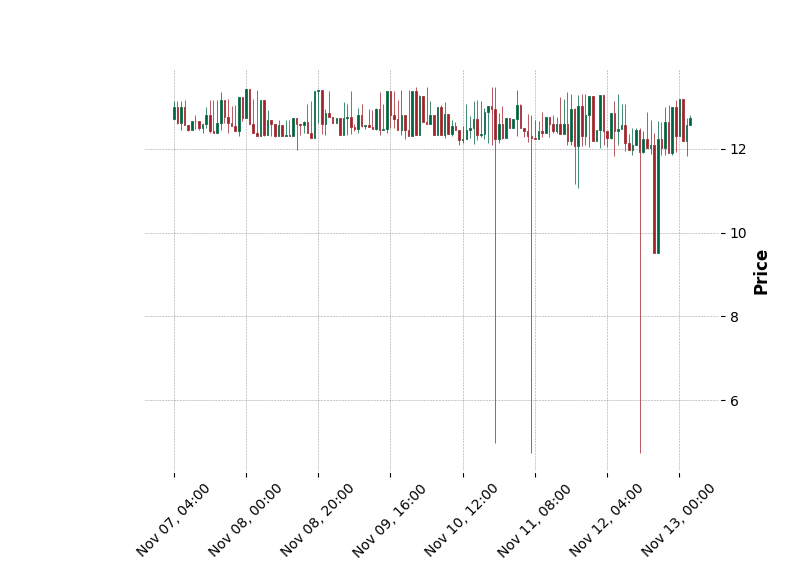 12
10
8
6
Price
Nov 07, 04:00
Nov 08, 00:00
Nov 08, 20:00
Nov 09, 16:00
Nov 10, 12:00
Nov 11, 08:00
Nov 12, 04:00
Nov 13, 00:00